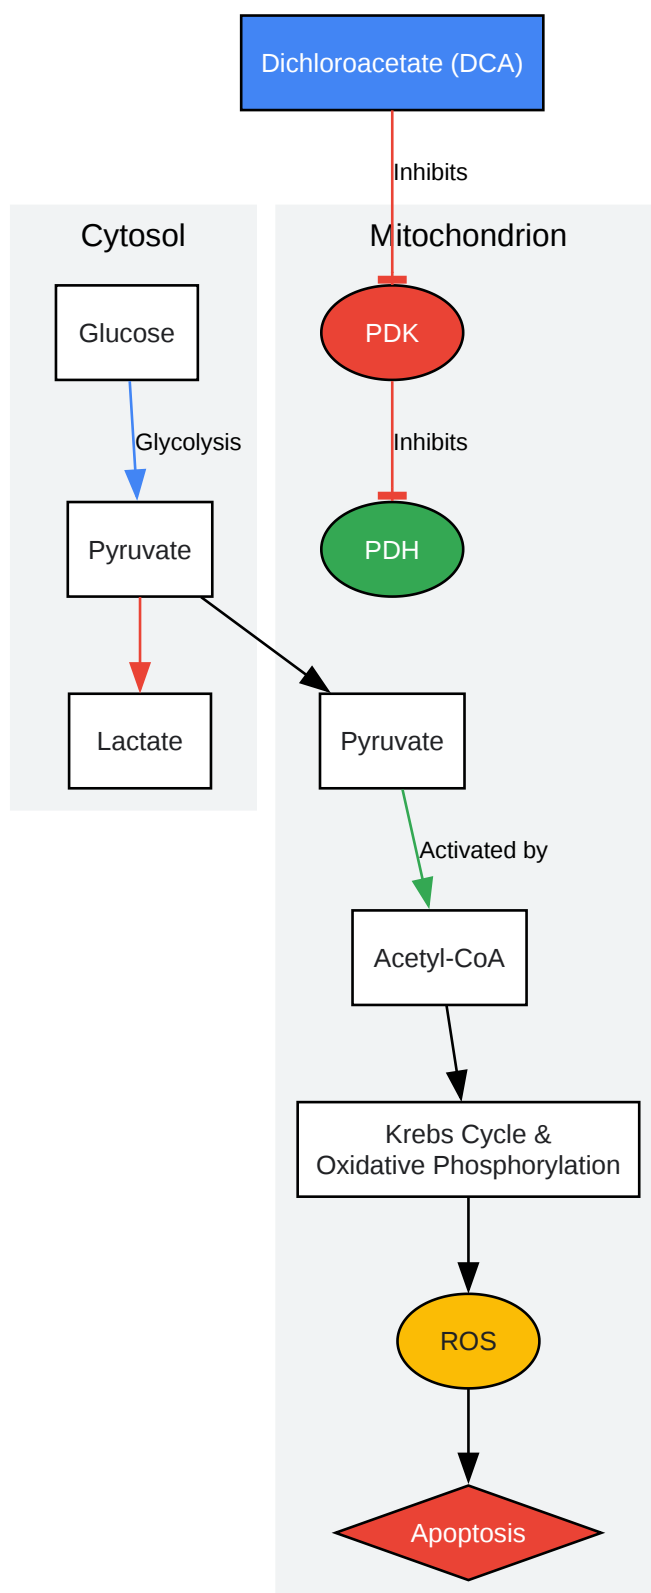 Dichloroacetate (DCA)
Inhibits
Cytosol
Mitochondrion
Glucose
PDK
Glycolysis
Inhibits
Pyruvate
PDH
Lactate
Pyruvate
Activated by
Acetyl-CoA
Krebs Cycle &
Oxidative Phosphorylation
ROS
Apoptosis